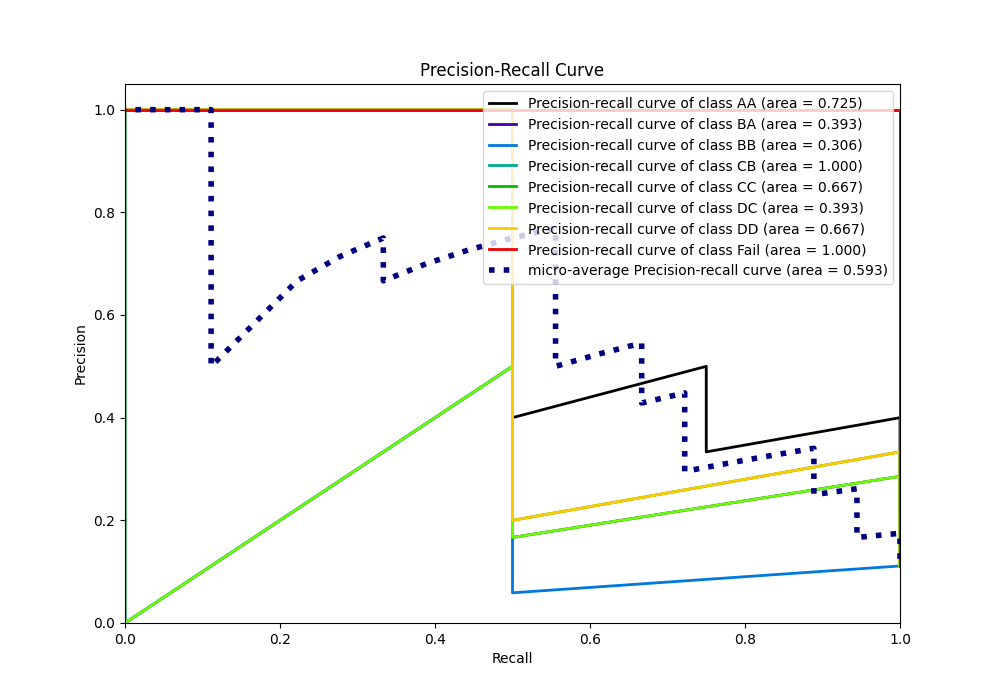 Precision-Recall Curve
Precision
1.0
0.8
0.6
0.4
0.2
0.0
Precision-recall curve of class AA (area = 0.725)
Precision-recall curve of class BA (area = 0.393)
Precision-recall curve of class BB (area = 0.306)
Precision-recall curve of class CB (area = 1.000)
Precision-recall curve of class CC (area = 0.667)
Precision-recall curve of class DC (area = 0.393)
Precision-recall curve of class DD (area = 0.667)
Precision-recall curve of class Fail (area = 1.000)
micro-average Precision-recall curve (area = 0.593)
0.0 0.2 0.4 0.6 0.8 1.0
Recall